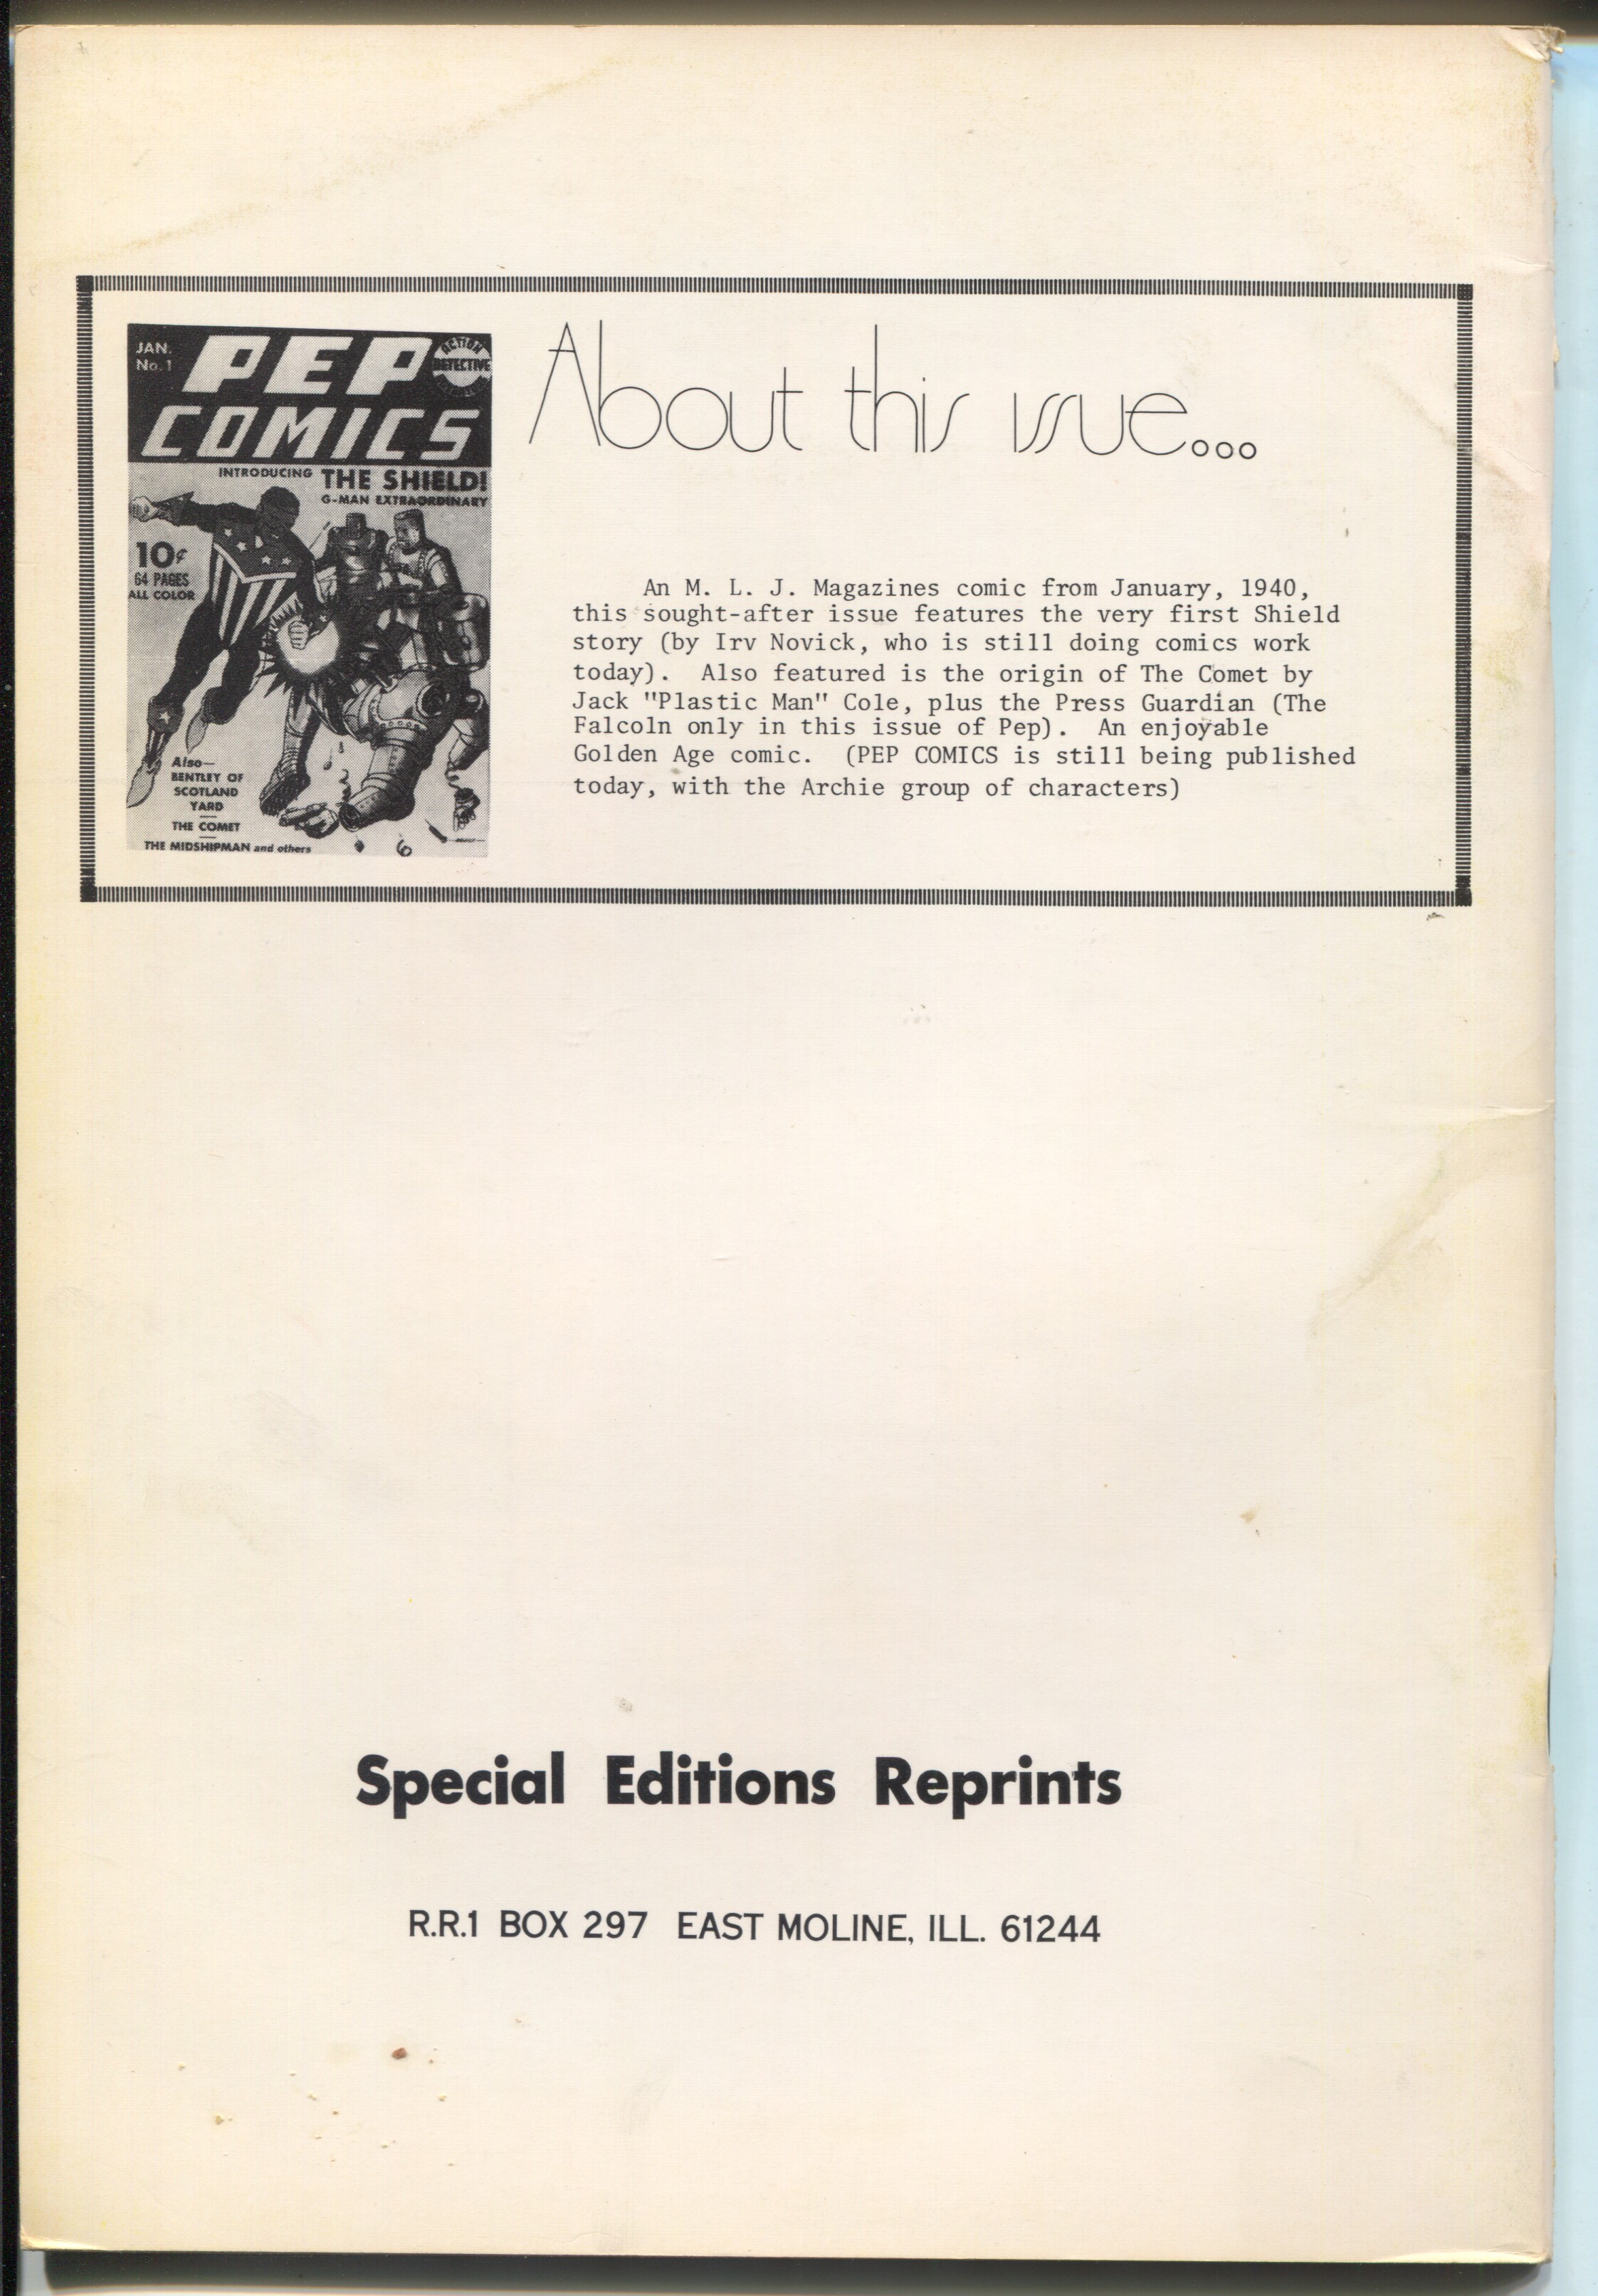 JAN.
No. 1
PEP
COMICS
ACTION
DETECTIVE
INTRODUCING THE SHIELD!
G-MAN EXTRAORDINARY
10¢
64 PAGES
ALL COLOR
Also—
BENTLEY OF
SCOTLAND
YARD
THE COMET
THE MIDSHIPMAN and others
About this issue...
An M. L. J. Magazines comic from January, 1940,
this sought-after issue features the very first Shield
story (by Irv Novick, who is still doing comics work
today). Also featured is the origin of The Comet by
Jack "Plastic Man" Cole, plus the Press Guardian (The
Falcoln only in this issue of Pep). An enjoyable
Golden Age comic. (PEP COMICS is still being published
today, with the Archie group of characters)
Special Editions Reprints
R.R.1 BOX 297 EAST MOLINE, ILL. 61244